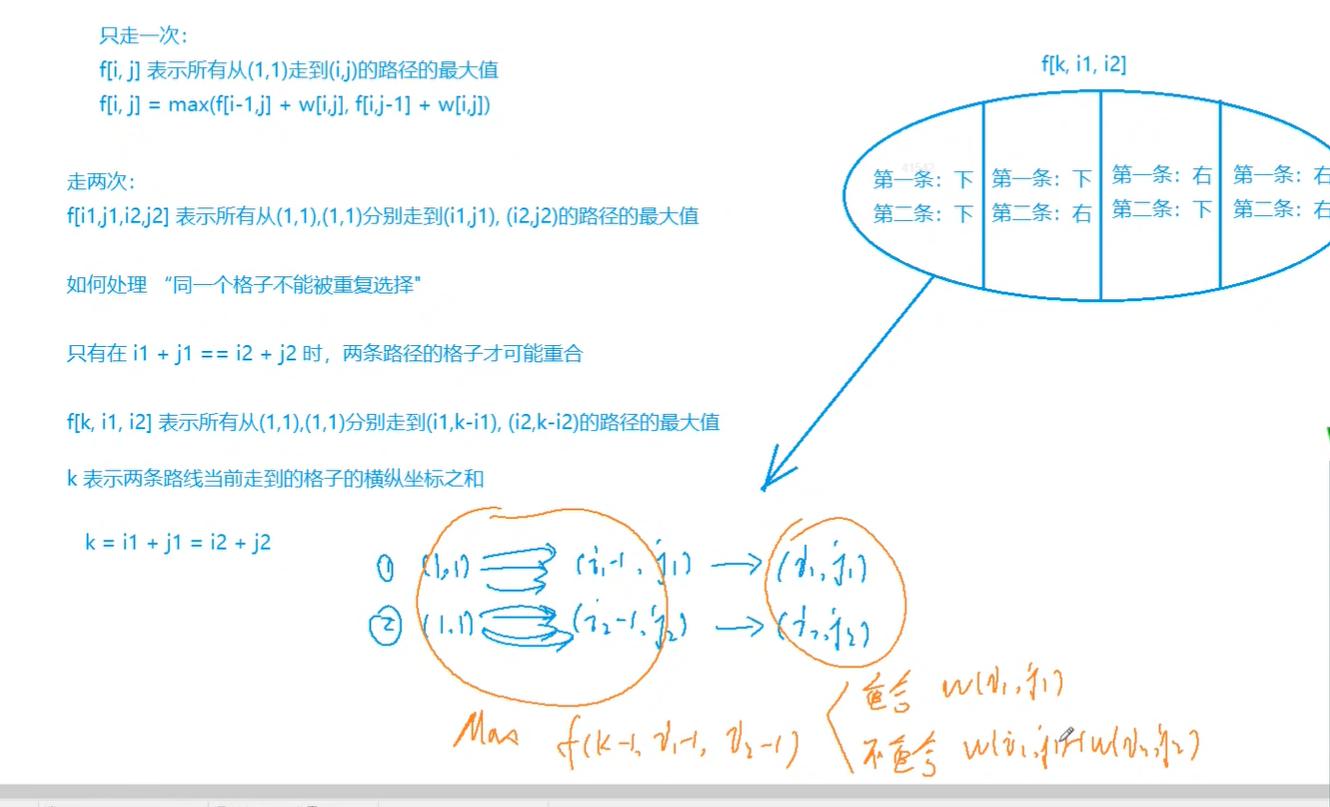 只走一次：
f[i, j] 表示所有从(1,1)走到(i,j)的路径的最大值
f[i, j] = max(f[i-1,j] + w[i,j], f[i,j-1] + w[i,j])
走两次：
f[i1,j1,i2,j2] 表示所有从(1,1),(1,1)分别走到(i1,j1), (i2,j2)的路径的最大值
如何处理 “同一个格子不能被重复选择"
只有在 i1 + j1 == i2 + j2 时，两条路径的格子才可能重合
f[k, i1, i2] 表示所有从(1,1),(1,1)分别走到(i1,k-i1), (i2,k-i2)的路径的最大值
k 表示两条路线当前走到的格子的横纵坐标之和
k = i1 + j1 = i2 + j2
f[k, i1, i2]
第一条：下 第一条：下 第一条：右 第一条：右
第二条：下 第二条：右 第二条：下 第二条：右
① (1,1) (i₁-1, j₁) → (i₁, j₁)
② (1,1) (i₂-1, j₂) → (i₂, j₂)
重合 w(i₁, j₁)
Max f(k-1, i₁-1, i₂-1)
不重合 w(i₁, j₁)+w(i₂, j₂)